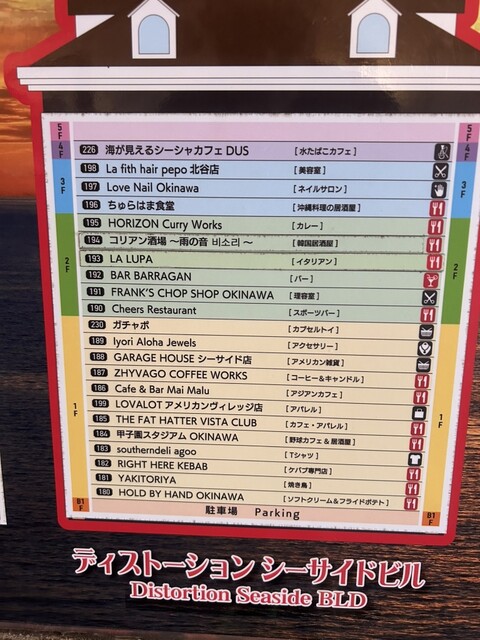 5F
5F
4F
226 海が見えるシーシャカフェ DUS [水たばこカフェ]
4F
198 La fith hair pepo 北谷店 [美容室]
3F
197 Love Nail Okinawa [ネイルサロン]
3F
196 ちゅらはま食堂 [沖縄料理の居酒屋]
195 HORIZON Curry Works [カレー]
194 コリアン酒場 〜雨の音 비소리〜 [韓国居酒屋]
2F
193 LA LUPA [イタリアン]
2F
192 BAR BARRAGAN [バー]
191 FRANK'S CHOP SHOP OKINAWA [理容室]
190 Cheers Restaurant [スポーツバー]
230 ガチャポ [カプセルトイ]
189 Iyori Aloha Jewels [アクセサリー]
188 GARAGE HOUSE シーサイド店 [アメリカン雑貨]
187 ZHYVAGO COFFEE WORKS [コーヒー&キャンドル]
186 Cafe & Bar Mai Malu [アジアンカフェ]
1F
199 LOVALOT アメリカンヴィレッジ店 [アパレル]
1F
185 THE FAT HATTER VISTA CLUB [カフェ・アパレル]
184 甲子園スタジアム OKINAWA [野球カフェ&居酒屋]
183 southerndeli agoo [Tシャツ]
182 RIGHT HERE KEBAB [ケバブ専門店]
181 YAKITORIYA [焼き鳥]
180 HOLD BY HAND OKINAWA [ソフトクリーム&フライドポテト]
B1F
駐車場 Parking
B1F
ディストーション シーサイドビル
Distortion Seaside BLD